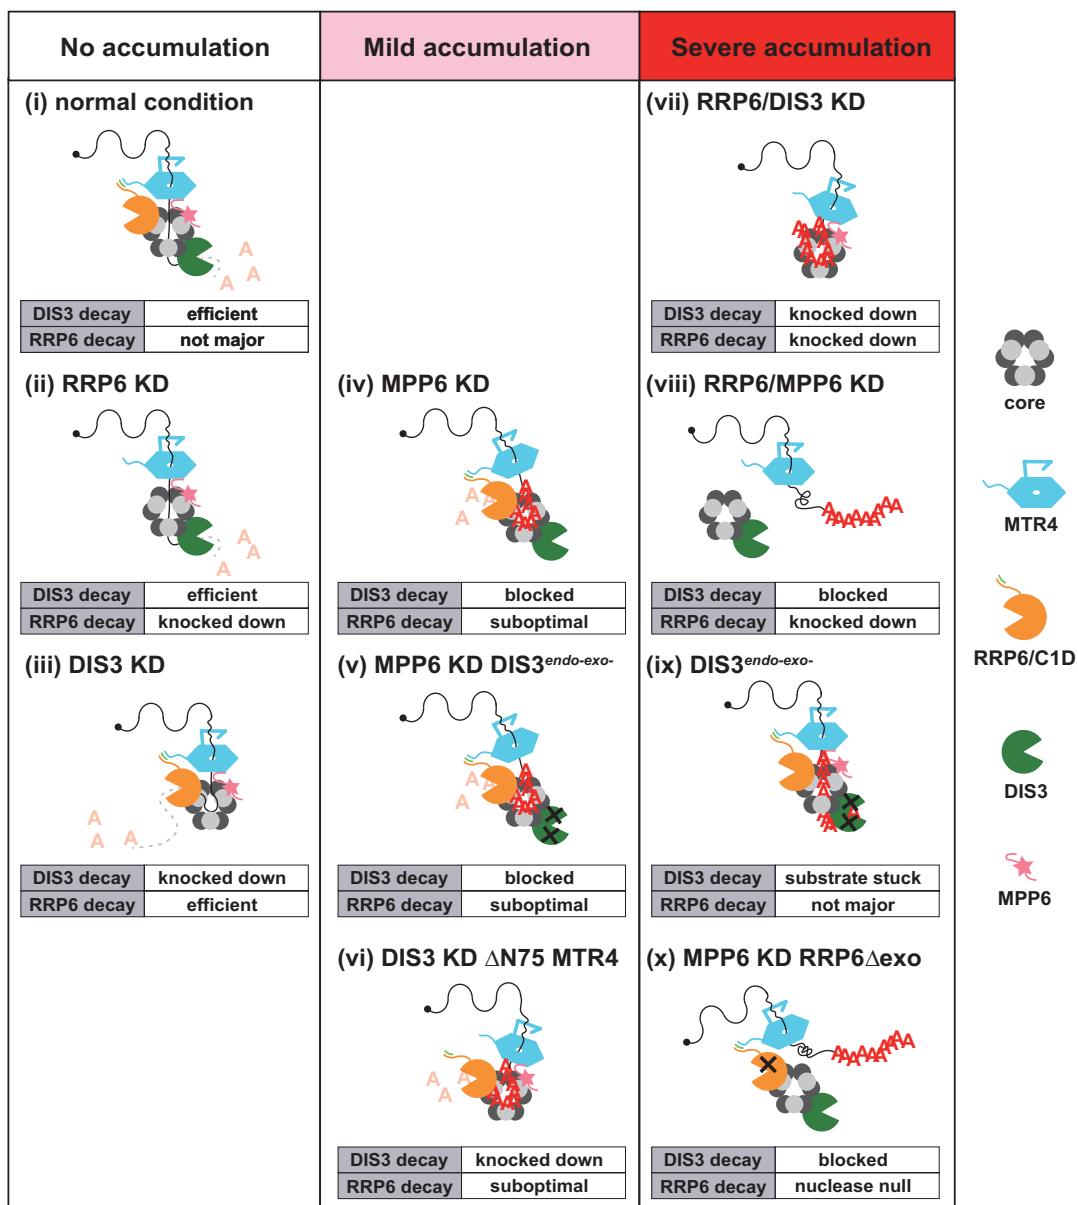 No accumulation
Mild accumulation
Severe accumulation
(i) normal condition
A
A
A
DIS3 decay efficient
RRP6 decay not major
(ii) RRP6 KD
A
A
A
DIS3 decay efficient
RRP6 decay knocked down
(iii) DIS3 KD
A
A
A
DIS3 decay knocked down
RRP6 decay efficient
(iv) MPP6 KD
DIS3 decay blocked
RRP6 decay suboptimal
(v) MPP6 KD DIS3endo-exo-
DIS3 decay blocked
RRP6 decay suboptimal
(vi) DIS3 KD ΔN75 MTR4
DIS3 decay knocked down
RRP6 decay suboptimal
(vii) RRP6/DIS3 KD
DIS3 decay knocked down
RRP6 decay knocked down
(viii) RRP6/MPP6 KD
AAAAAAAA
DIS3 decay blocked
RRP6 decay knocked down
(ix) DIS3endo-exo-
DIS3 decay substrate stuck
RRP6 decay not major
(x) MPP6 KD RRP6Δexo
AAAAAAAA
DIS3 decay blocked
RRP6 decay nuclease null
core
MTR4
RRP6/C1D
DIS3
MPP6